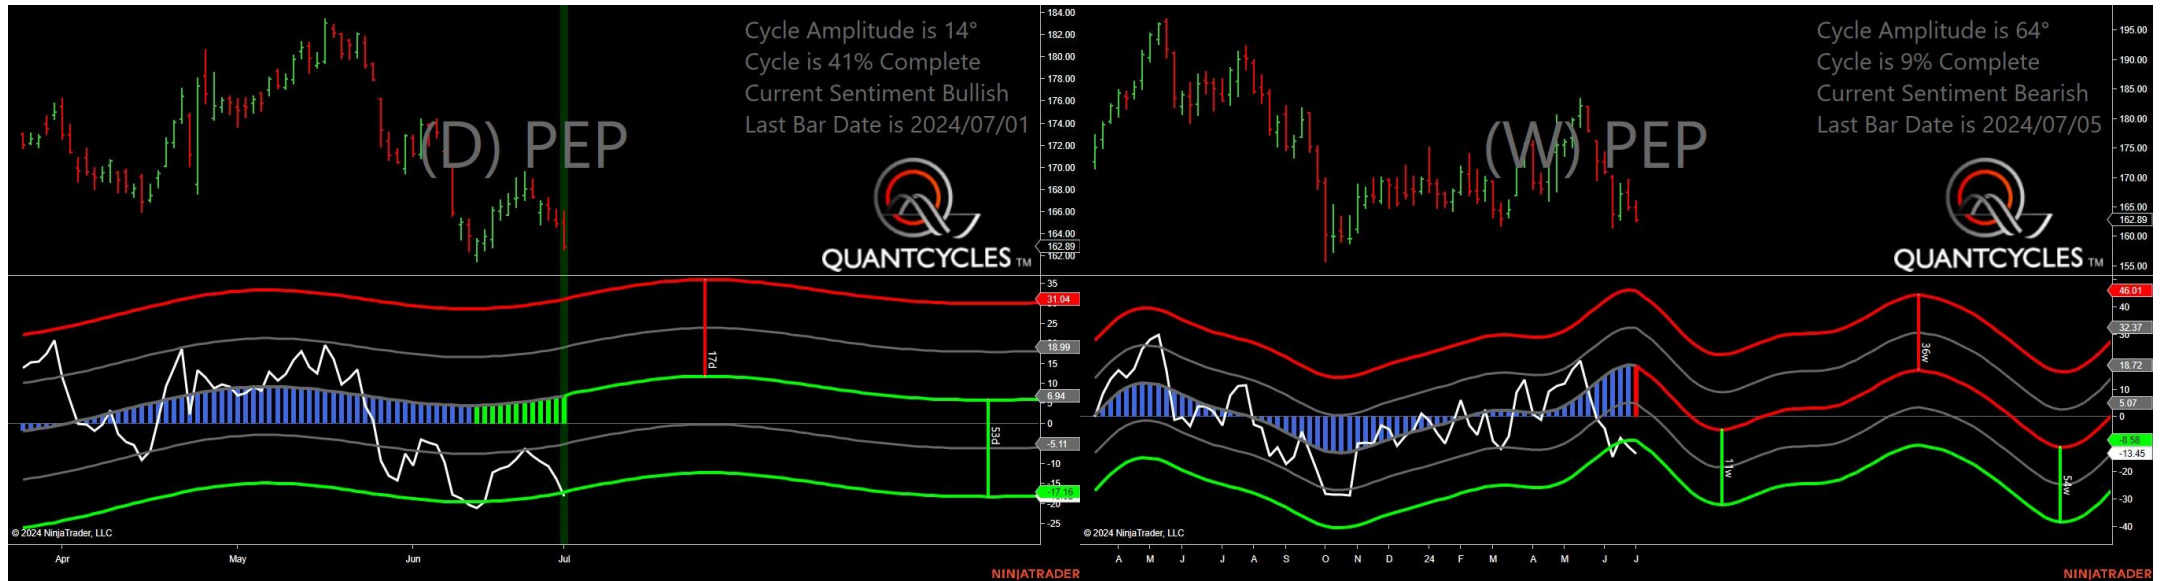 Cycle Amplitude is 14°
Cycle is 41% Complete
Current Sentiment Bullish
Last Bar Date is 2024/07/01
(D) PEP
QUANTCYCLES TM
184.00
182.00
180.00
178.00
176.00
174.00
172.00
170.00
168.00
166.00
164.00
162.89
162.00
35
31.04
25
18.99
15
10
6.94
0
-5.11
-10
-15
-17.16
-20
-25
17d
53d
© 2024 NinjaTrader, LLC
Apr May Jun Jul
NINJATRADER
Cycle Amplitude is 64°
Cycle is 9% Complete
Current Sentiment Bearish
Last Bar Date is 2024/07/05
(W) PEP
QUANTCYCLES TM
195.00
190.00
185.00
180.00
175.00
170.00
165.00
162.89
160.00
155.00
46.01
40
32.37
30
18.72
10
5.07
0
-8.58
-13.45
-20
-30
-40
11w
36w
54w
© 2024 NinjaTrader, LLC
A M J J A S O N D 24 F M A M J J
NINJATRADER